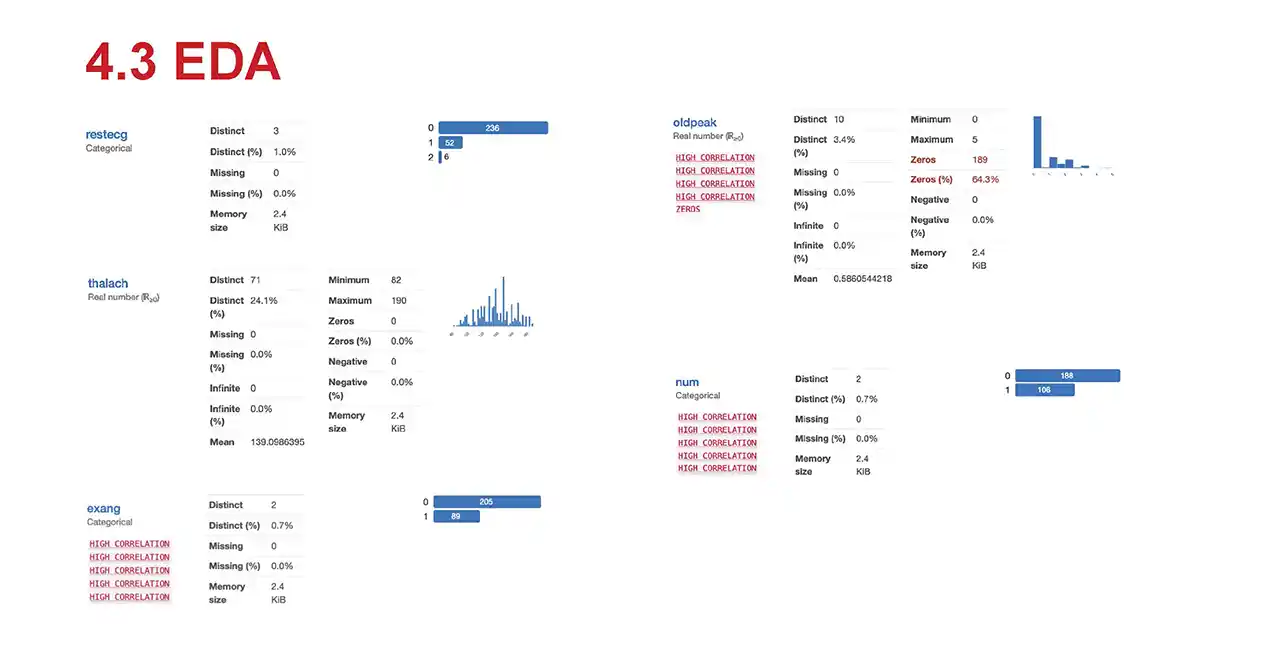 4.3 EDA
restecg
Categorical
Distinct 3
Distinct (%) 1.0%
Missing 0
Missing (%) 0.0%
Memory size 2.4 KiB
0 236
1 52
2 6
thalach
Real number (ℝ≥0)
Distinct 71
Distinct (%) 24.1%
Missing 0
Missing (%) 0.0%
Infinite 0
Infinite (%) 0.0%
Mean 139.0986395
Minimum 82
Maximum 190
Zeros 0
Zeros (%) 0.0%
Negative 0
Negative (%) 0.0%
Memory size 2.4 KiB
exang
Categorical
HIGH CORRELATION
HIGH CORRELATION
HIGH CORRELATION
HIGH CORRELATION
HIGH CORRELATION
Distinct 2
Distinct (%) 0.7%
Missing 0
Missing (%) 0.0%
Memory size 2.4 KiB
0 205
1 89
oldpeak
Real number (ℝ≥0)
HIGH CORRELATION
HIGH CORRELATION
HIGH CORRELATION
HIGH CORRELATION
ZEROS
Distinct 10
Distinct (%) 3.4%
Missing 0
Missing (%) 0.0%
Infinite 0
Infinite (%) 0.0%
Mean 0.5860544218
Minimum 0
Maximum 5
Zeros 189
Zeros (%) 64.3%
Negative 0
Negative (%) 0.0%
Memory size 2.4 KiB
num
Categorical
HIGH CORRELATION
HIGH CORRELATION
HIGH CORRELATION
HIGH CORRELATION
HIGH CORRELATION
Distinct 2
Distinct (%) 0.7%
Missing 0
Missing (%) 0.0%
Memory size 2.4 KiB
0 188
1 106